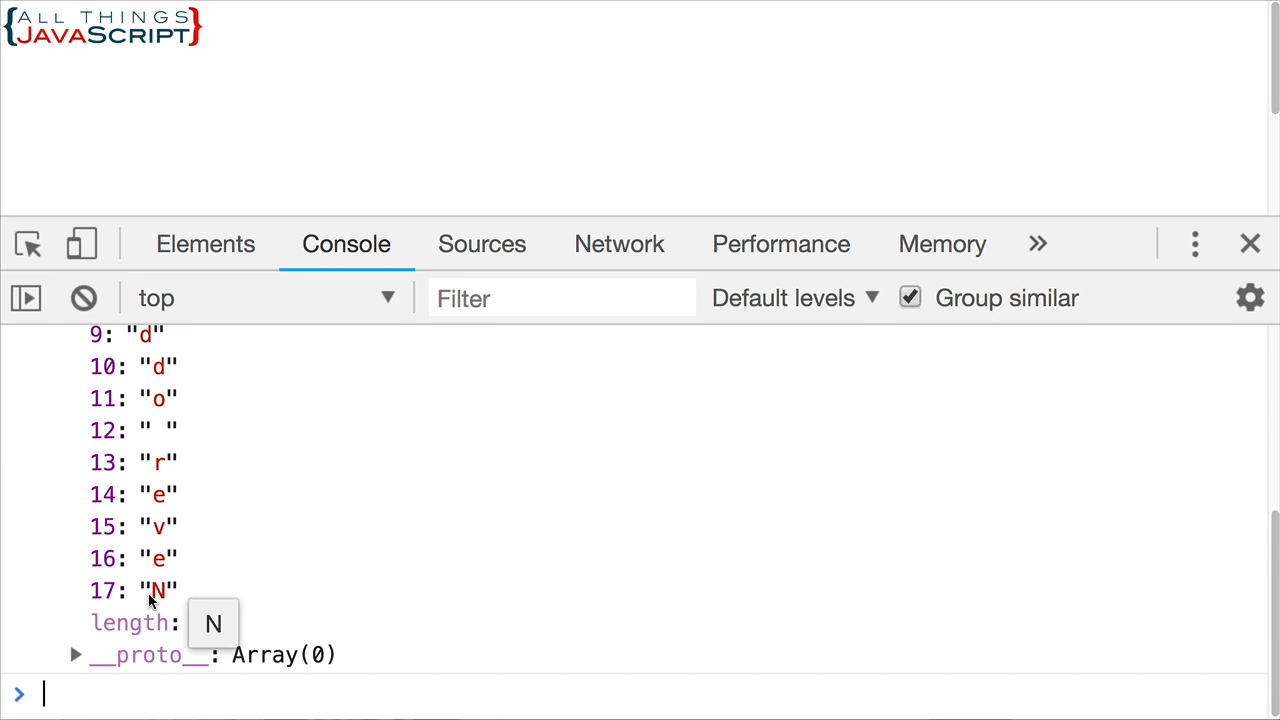 {ALL THINGS
JAVASCRIPT}
Elements Console Sources Network Performance Memory »
top Filter Default levels Group similar
9: "d"
10: "d"
11: "o"
12: " "
13: "r"
14: "e"
15: "v"
16: "e"
17: "N"
length: N
__proto__: Array(0)
>